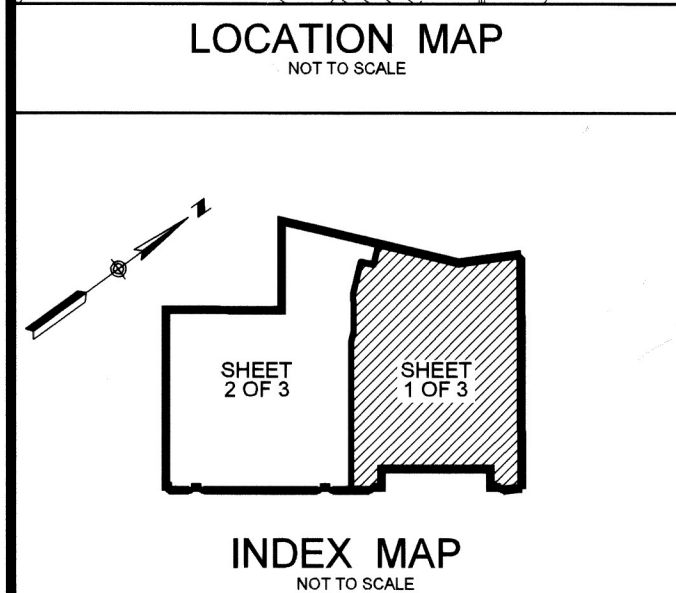 LOCATION MAP
NOT TO SCALE
N
SHEET
2 OF 3
SHEET
1 OF 3
INDEX MAP
NOT TO SCALE